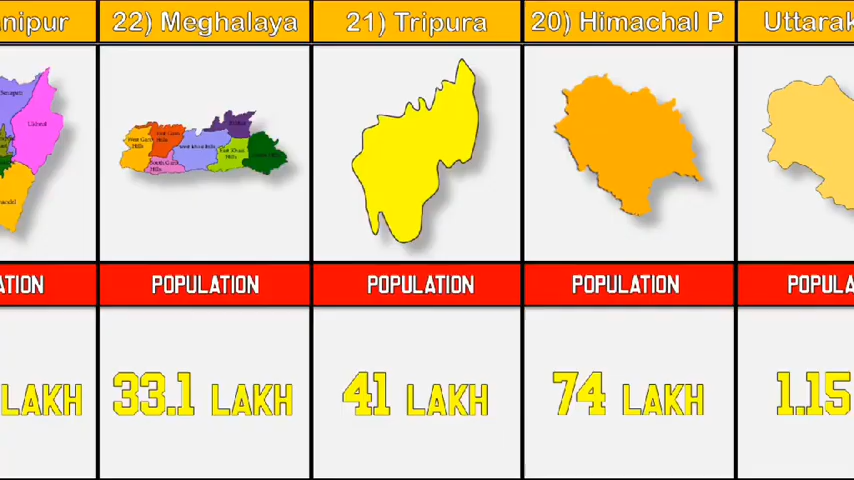 nipur
22) Meghalaya
21) Tripura
20) Himachal P
Uttarak
ATION
POPULATION
POPULATION
POPULATION
POPULA
LAKH
33.1 LAKH
41 LAKH
74 LAKH
1.15